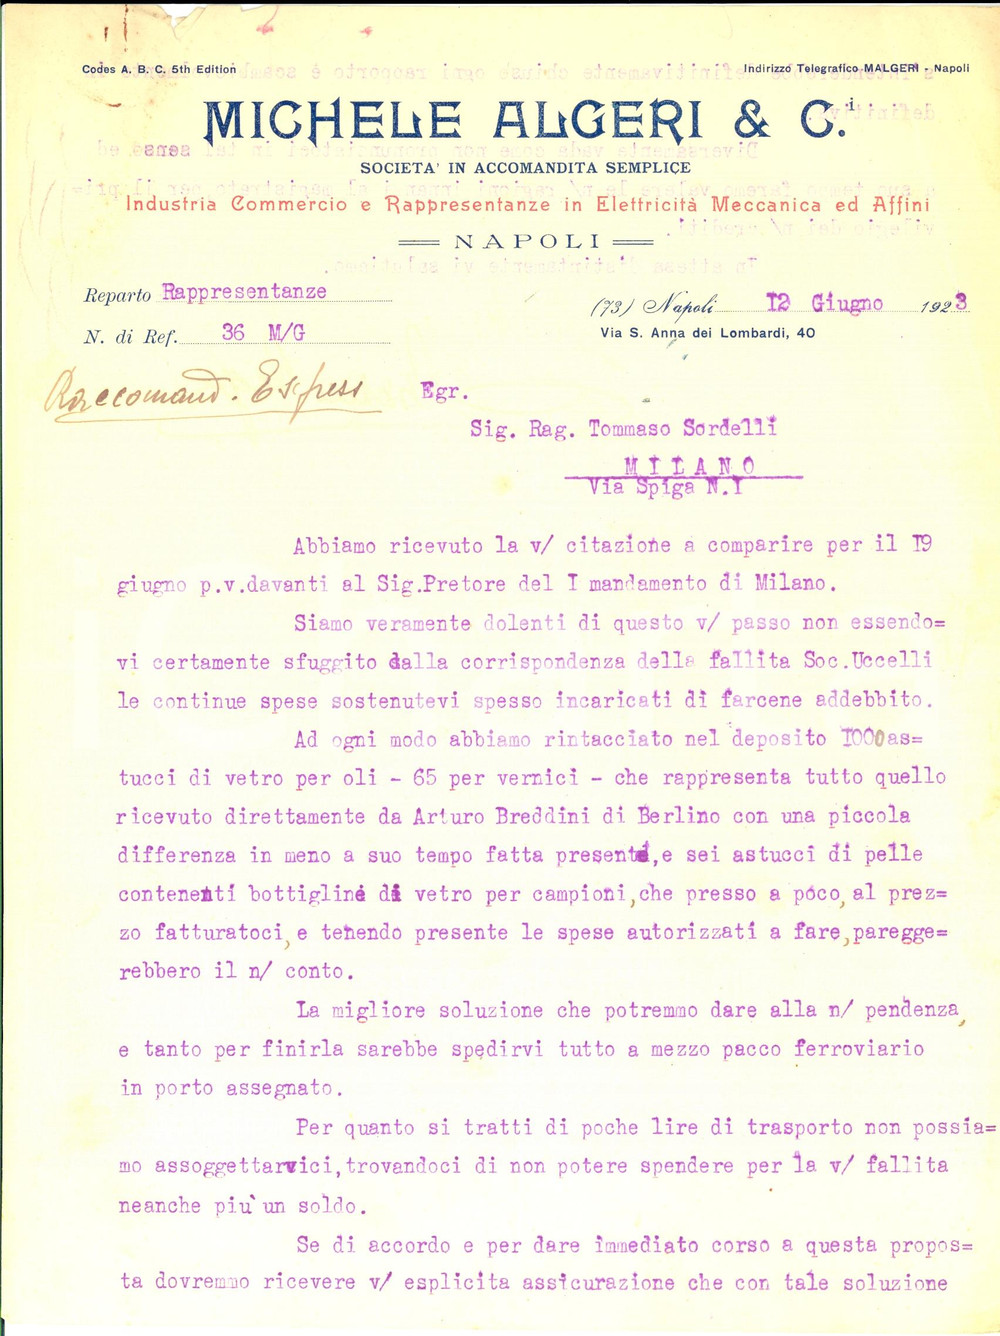 Codes A. B. C. 5th Edition
Indirizzo Telegrafico MALGERI - Napoli
MICHELE ALGERI & C.i
SOCIETA' IN ACCOMANDITA SEMPLICE
Industria Commercio e Rappresentanze in Elettricità Meccanica ed Affini
NAPOLI
Reparto Rappresentanze
(73) Napoli 12 Giugno 1923
N. di Ref. 36 M/G
Via S. Anna dei Lombardi, 40
Raccomand. Espress
Egr.
Sig. Rag. Tommaso Sordelli
MILANO
Via Spiga N.I
Abbiamo ricevuto la v/ citazione a comparire per il I9
giugno p.v.davanti al Sig.Pretore del I mandamento di Milano.
Siamo veramente dolenti di questo v/ passo non essendo=
vi certamente sfuggito dalla corrispondenza della fallita Soc.Uccelli
le continue spese sostenutevi spesso incaricati di farcene addebbito.
Ad ogni modo abbiamo rintacciato nel deposito I000 as=
tucci di vetro per oli - 65 per vernici - che rappresenta tutto quello
ricevuto direttamente da Arturo Breddini di Berlino con una piccola
differenza in meno a suo tempo fatta presente,e sei astucci di pelle
contenenti bottigline di vetro per campioni,che presso a poco, al prez=
zo fatturatoci, e tenendo presente le spese autorizzati a fare,paregge=
rebbero il n/ conto.
La migliore soluzione che potremmo dare alla n/ pendenza,
e tanto per finirla sarebbe spedirvi tutto a mezzo pacco ferroviario
in porto assegnato.
Per quanto si tratti di poche lire di trasporto non possia=
mo assoggettarvici,trovandoci di non potere spendere per la v/ fallita
neanche piu' un soldo.
Se di accordo e per dare immediato corso a questa propos=
ta dovremmo ricevere v/ esplicita assicurazione che con tale soluzione